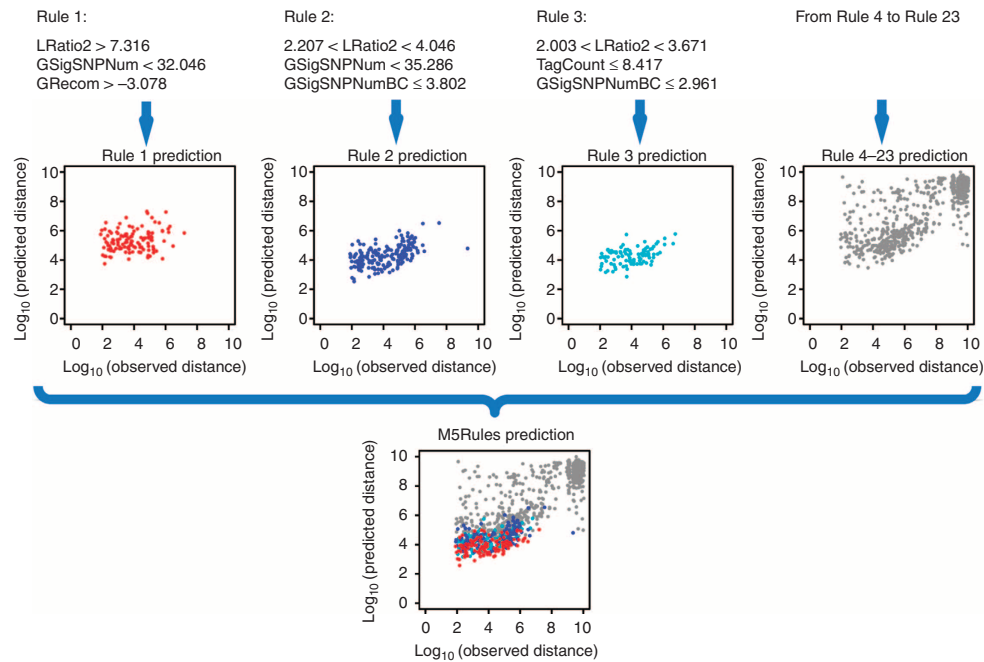 Rule 1:
LRatio2 > 7.316
GSigSNPNum < 32.046
GRecom > −3.078
Rule 2:
2.207 < LRatio2 < 4.046
GSigSNPNum < 35.286
GSigSNPNumBC ≤ 3.802
Rule 3:
2.003 < LRatio2 < 3.671
TagCount ≤ 8.417
GSigSNPNumBC ≤ 2.961
From Rule 4 to Rule 23
Rule 1 prediction
Log10 (predicted distance)
10
8
6
4
2
0
0 2 4 6 8 10
Log10 (observed distance)
Rule 2 prediction
Log10 (predicted distance)
10
8
6
4
2
0
0 2 4 6 8 10
Log10 (observed distance)
Rule 3 prediction
Log10 (predicted distance)
10
8
6
4
2
0
0 2 4 6 8 10
Log10 (observed distance)
Rule 4–23 prediction
Log10 (predicted distance)
10
8
6
4
2
0
0 2 4 6 8 10
Log10 (observed distance)
M5Rules prediction
Log10 (predicted distance)
10
8
6
4
2
0
0 2 4 6 8 10
Log10 (observed distance)